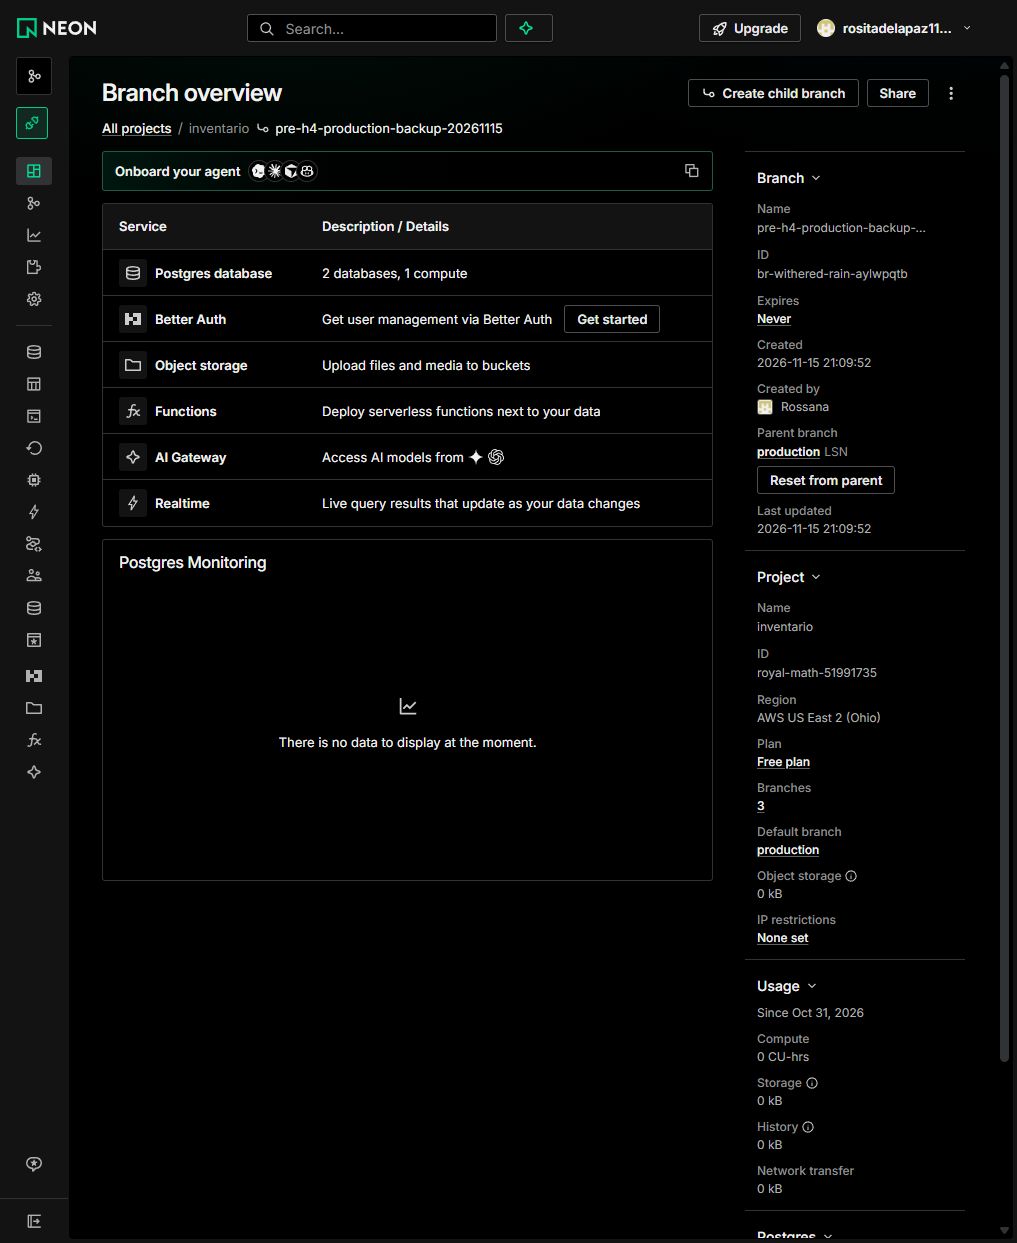 NEON
Search...
Upgrade
rositadelapaz11...
Branch overview
Create child branch
Share
All projects / inventario pre-h4-production-backup-20261115
Onboard your agent
Service Description / Details
Postgres database 2 databases, 1 compute
Better Auth Get user management via Better Auth Get started
Object storage Upload files and media to buckets
Functions Deploy serverless functions next to your data
AI Gateway Access AI models from
Realtime Live query results that update as your data changes
Postgres Monitoring
There is no data to display at the moment.
Branch
Name
pre-h4-production-backup-...
ID
br-withered-rain-aylwpqtb
Expires
Never
Created
2026-11-15 21:09:52
Created by
Rossana
Parent branch
production LSN
Reset from parent
Last updated
2026-11-15 21:09:52
Project
Name
inventario
ID
royal-math-51991735
Region
AWS US East 2 (Ohio)
Plan
Free plan
Branches
3
Default branch
production
Object storage
0 kB
IP restrictions
None set
Usage
Since Oct 31, 2026
Compute
0 CU-hrs
Storage
0 kB
History
0 kB
Network transfer
0 kB
Postgres